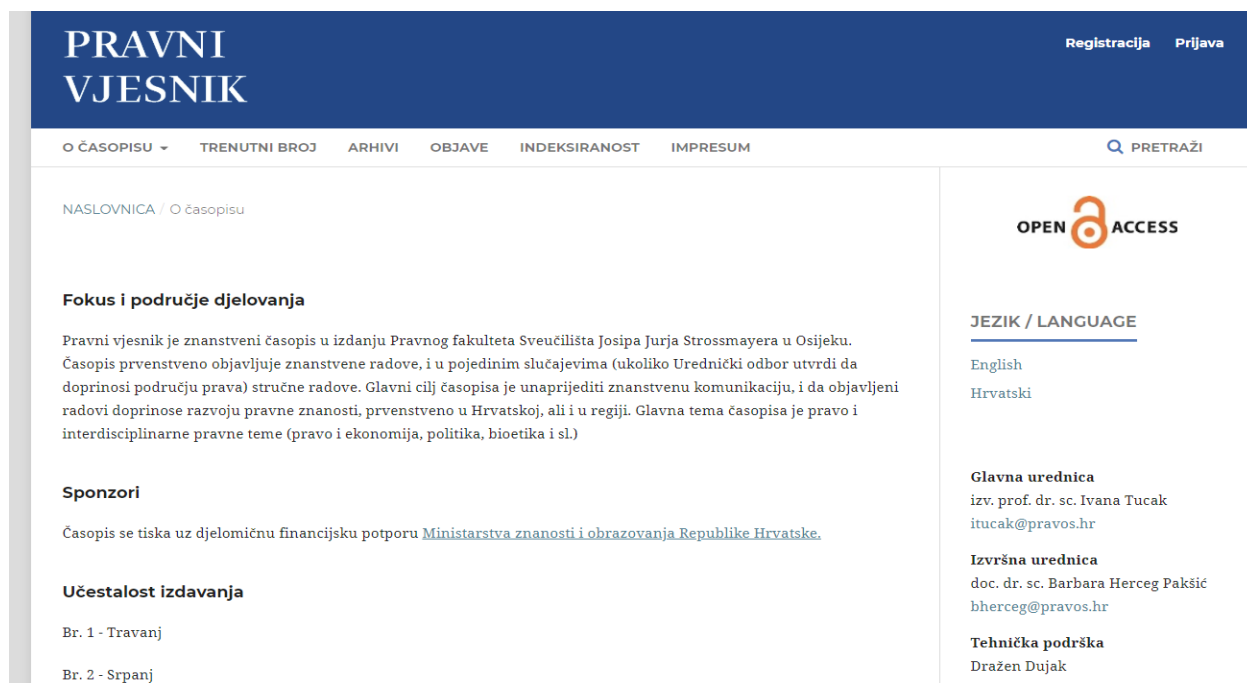 PRAVNI
VJESNIK
Registracija Prijava
O ČASOPISU TRENUTNI BROJ ARHIVI OBJAVE INDEKSIRANOST IMPRESUM PRETRAŽI
NASLOVNICA / O časopisu
Fokus i područje djelovanja
Pravni vjesnik je znanstveni časopis u izdanju Pravnog fakulteta Sveučilišta Josipa Jurja Strossmayera u Osijeku.
Časopis prvenstveno objavljuje znanstvene radove, i u pojedinim slučajevima (ukoliko Urednički odbor utvrdi da
doprinosi području prava) stručne radove. Glavni cilj časopisa je unaprijediti znanstvenu komunikaciju, i da objavljeni
radovi doprinose razvoju pravne znanosti, prvenstveno u Hrvatskoj, ali i u regiji. Glavna tema časopisa je pravo i
interdisciplinarne pravne teme (pravo i ekonomija, politika, bioetika i sl.)
Sponzori
Časopis se tiska uz djelomičnu financijsku potporu Ministarstva znanosti i obrazovanja Republike Hrvatske.
Učestalost izdavanja
Br. 1 - Travanj
Br. 2 - Srpanj
OPEN ACCESS
JEZIK / LANGUAGE
English
Hrvatski
Glavna urednica
izv. prof. dr. sc. Ivana Tucak
itucak@pravos.hr
Izvršna urednica
doc. dr. sc. Barbara Herceg Pakšić
bherceg@pravos.hr
Tehnička podrška
Dražen Dujak